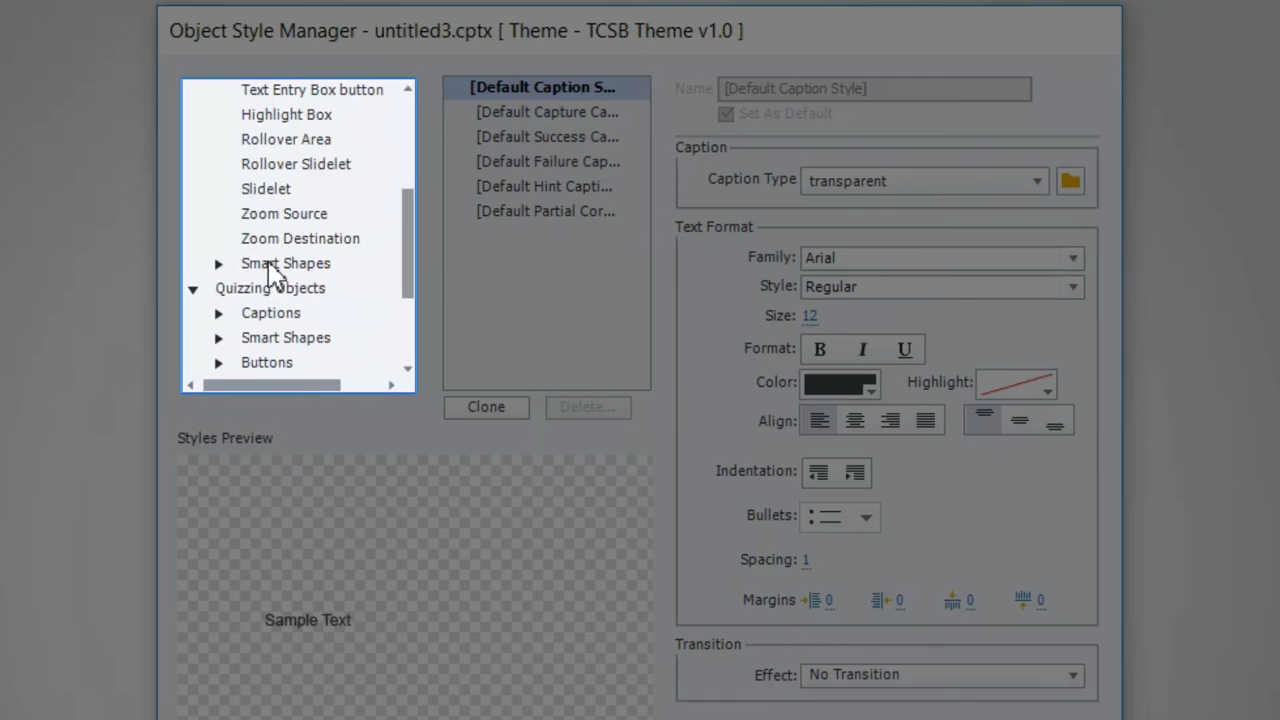 Object Style Manager - untitled3.cptx [ Theme - TCSB Theme v1.0 ]
Text Entry Box button
Highlight Box
Rollover Area
Rollover Slidelet
Slidelet
Zoom Source
Zoom Destination
Smart Shapes
Quizzing Objects
Captions
Smart Shapes
Buttons
[Default Caption S...
[Default Capture Ca...
[Default Success Ca...
[Default Failure Cap...
[Default Hint Capti...
[Default Partial Cor...
Clone
Delete...
Styles Preview
Sample Text
Name [Default Caption Style]
Set As Default
Caption
Caption Type transparent
Text Format
Family: Arial
Style: Regular
Size: 12
Format: B I U
Color: Highlight:
Align:
Indentation:
Bullets:
Spacing: 1
Margins 0 0 0 0
Transition
Effect: No Transition